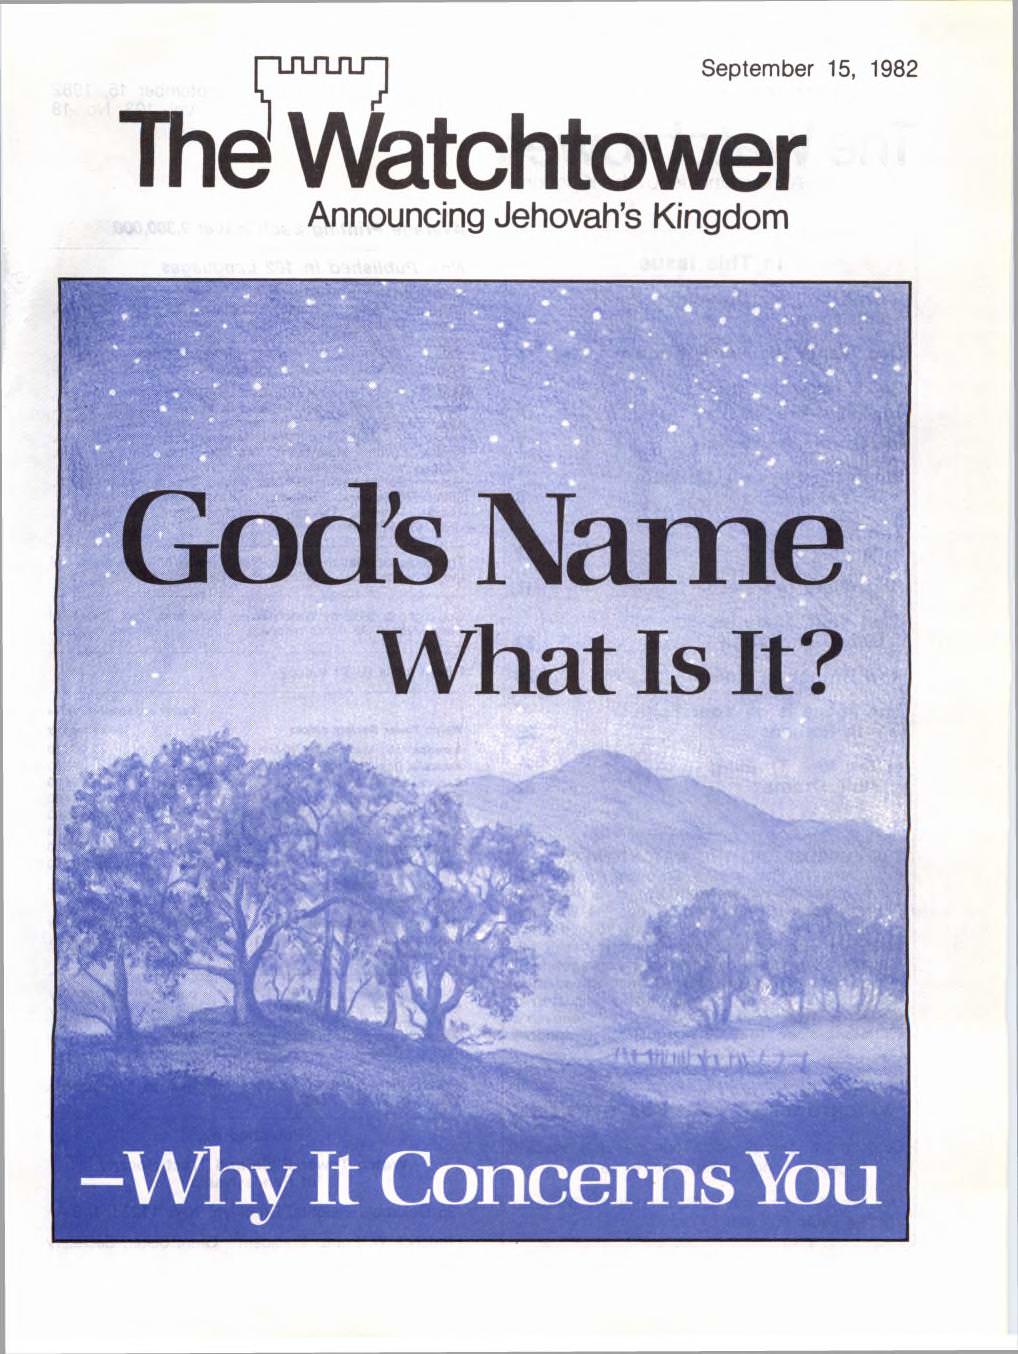 September 15, 1982
The Watchtower
Announcing Jehovah's Kingdom
God's Name
What Is It?
–Why It Concerns You